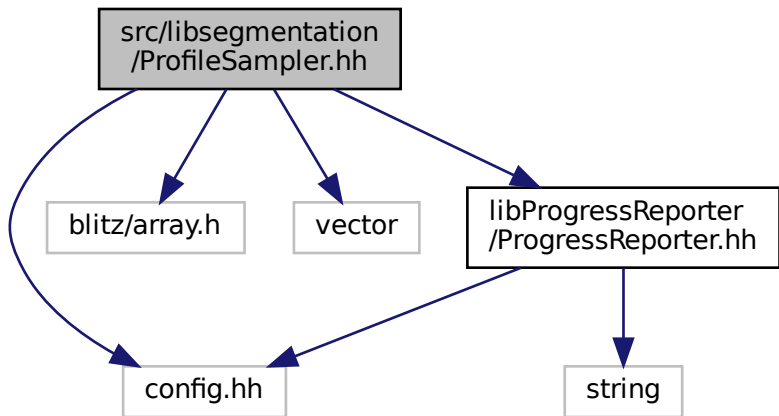 src/libsegmentation
/ProfileSampler.hh
blitz/array.h
vector
libProgressReporter
/ProgressReporter.hh
config.hh
string